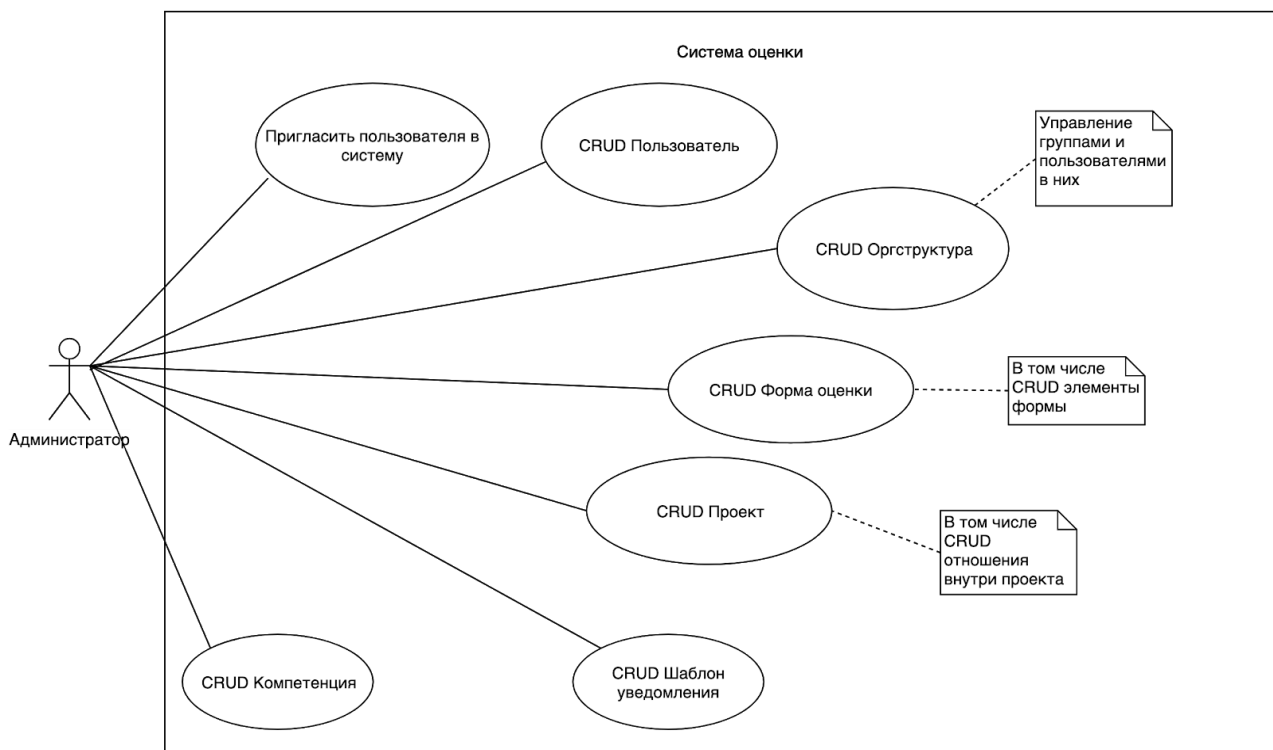 Система оценки
Пригласить пользователя в
систему
CRUD Пользователь
Управление
группами и
пользователями
в них
CRUD Оргструктура
CRUD Форма оценки
В том числе
CRUD элементы
формы
Администратор
CRUD Проект
В том числе
CRUD
отношения
внутри проекта
CRUD Компетенция
CRUD Шаблон
уведомления